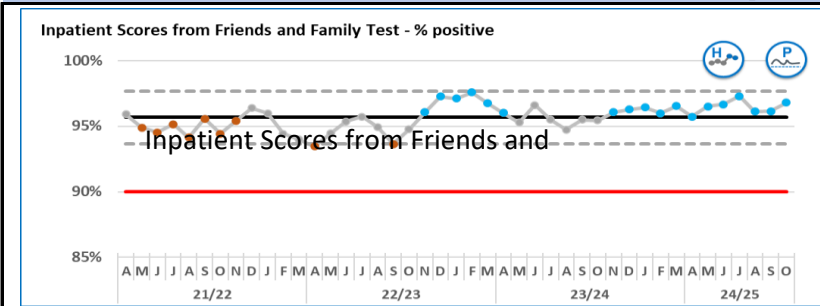 Inpatient Scores from Friends and Family Test - % positive
H
P
100%
95%
Inpatient Scores from Friends and
90%
85%
A M J J A S O N D J F M A M J J A S O N D J F M A M J J A S O N D J F M A M J J A S O
21/22 22/23 23/24 24/25